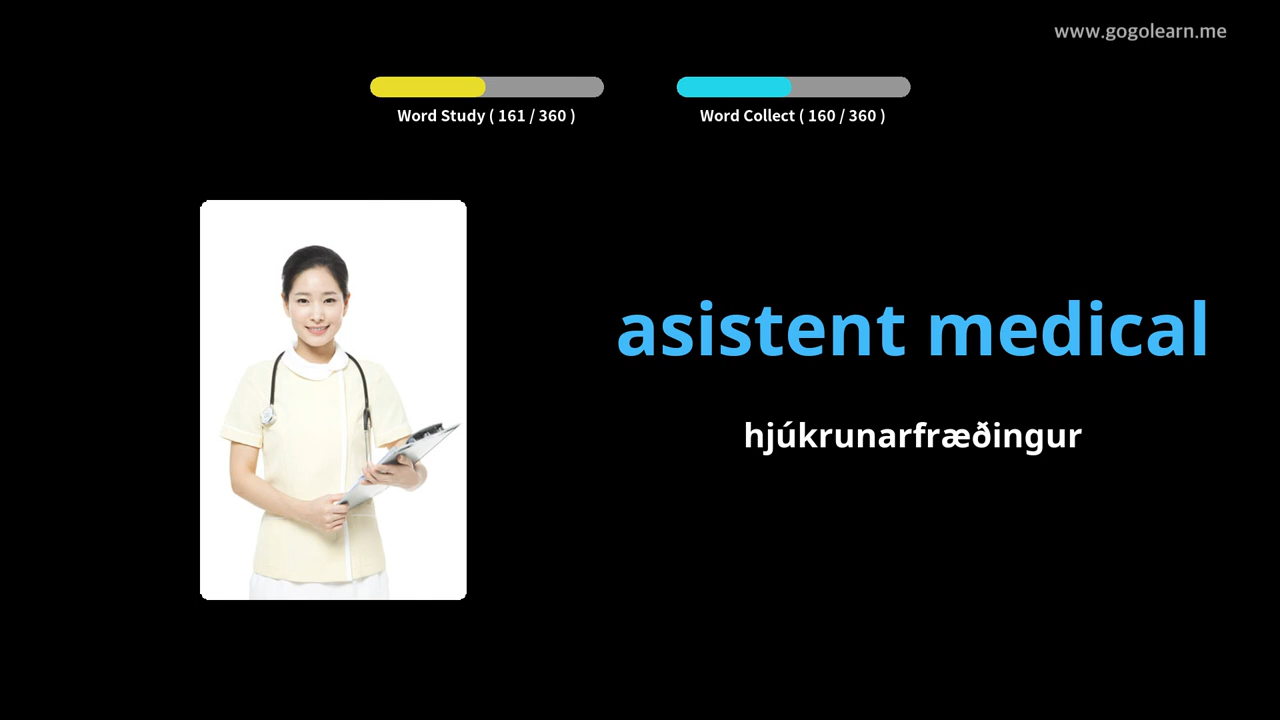 www.gogolearn.me
Word Study ( 161 / 360 )
Word Collect ( 160 / 360 )
asistent medical
hjúkrunarfræðingur